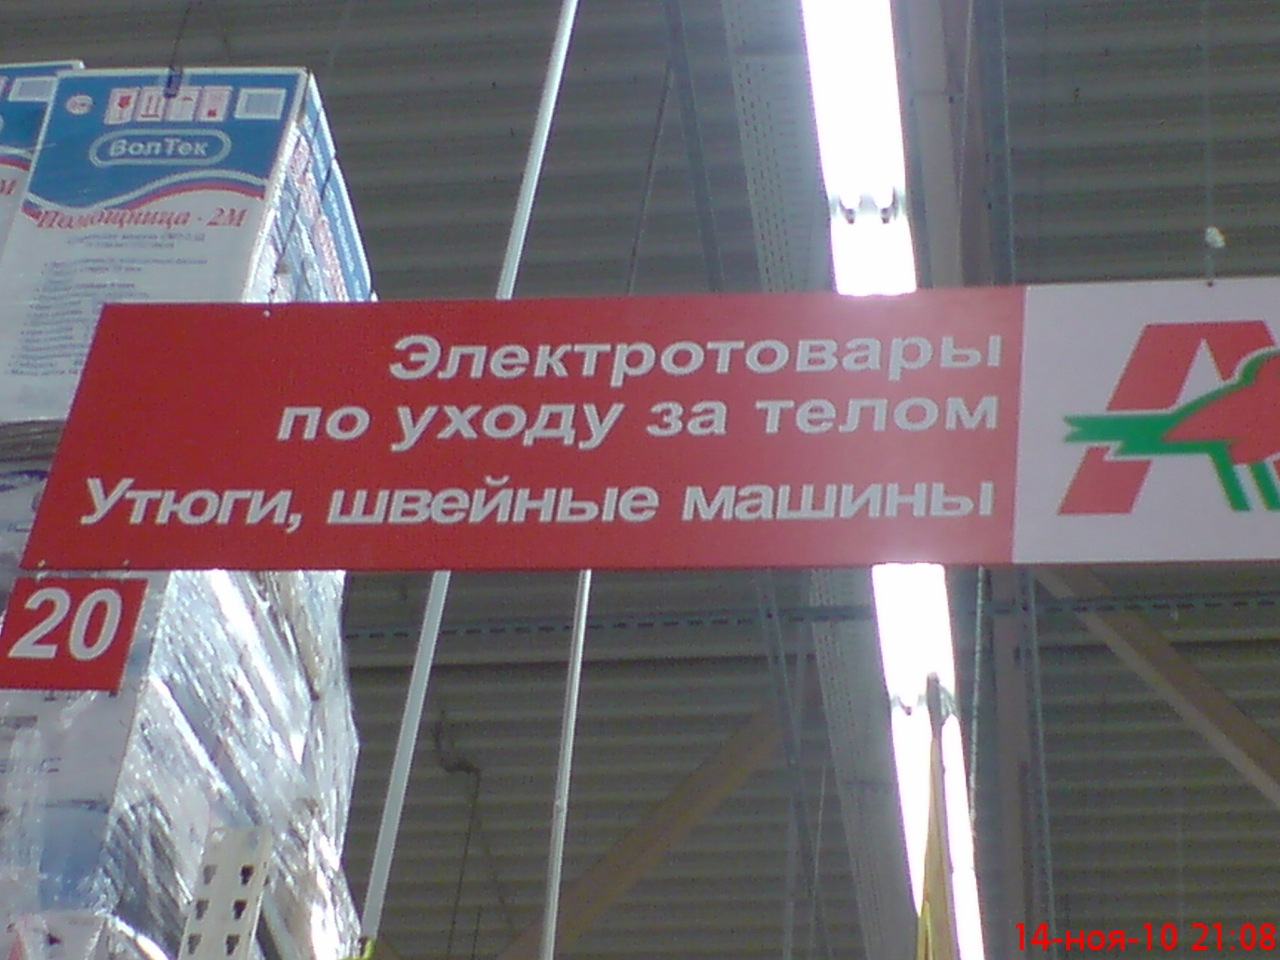 ВолТек
Помощница - 2М
Электротовары
по уходу за телом
Утюги, швейные машины
20
14-ноя-10 21:08